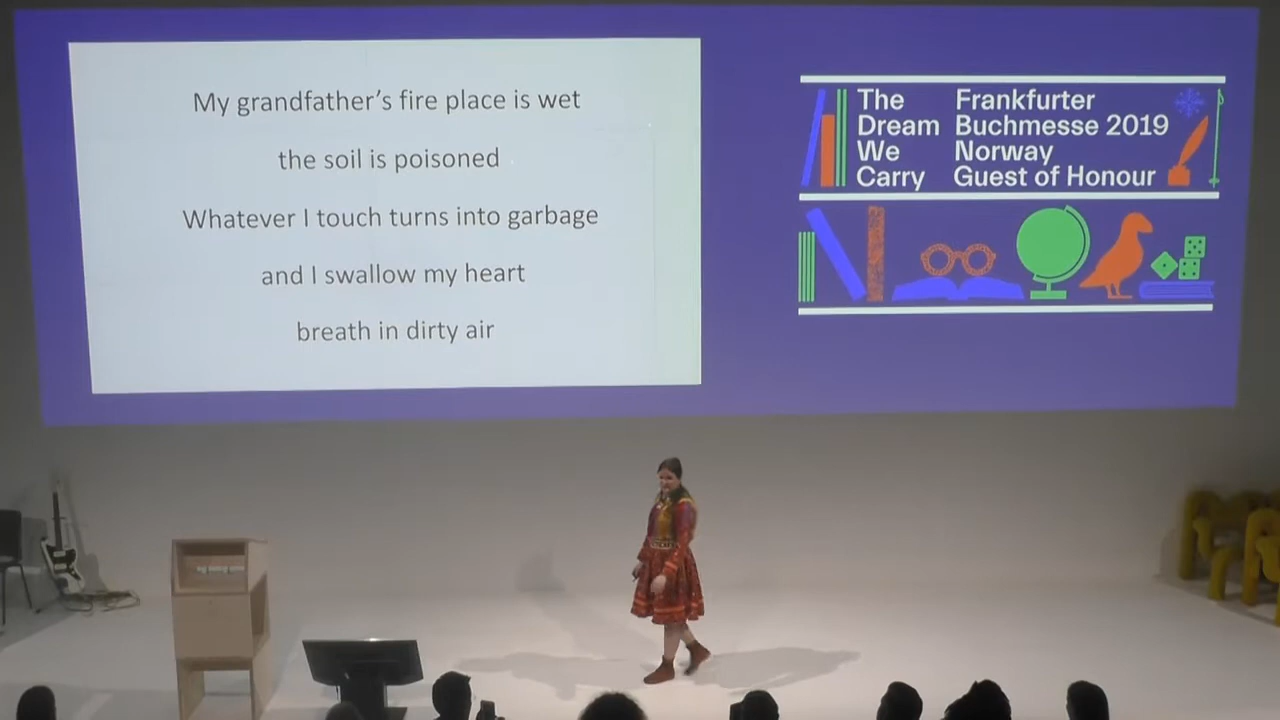 My grandfather's fire place is wet
the soil is poisoned
Whatever I touch turns into garbage
and I swallow my heart
breath in dirty air
The Dream We Carry
Frankfurter Buchmesse 2019 Norway Guest of Honour